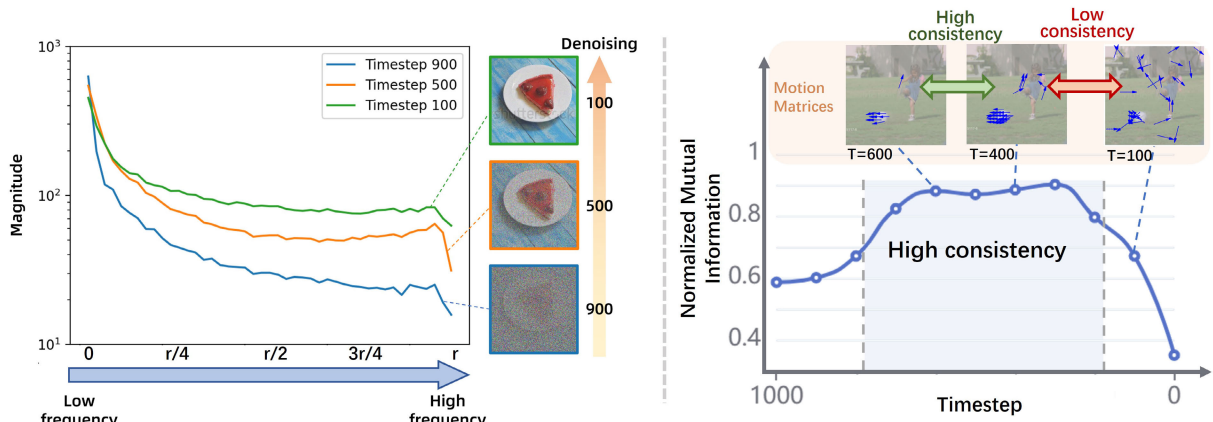 10³
10²
10¹
Magnitude
Timestep 900
Timestep 500
Timestep 100
0
r/4
r/2
3r/4
r
Low
frequency
High
frequency
Denoising
100
500
900
High
consistency
Low
consistency
Motion
Matrices
T=600
T=400
T=100
1
0.8
0.6
0.4
Normalized Mutual
Information
High consistency
1000
0
Timestep